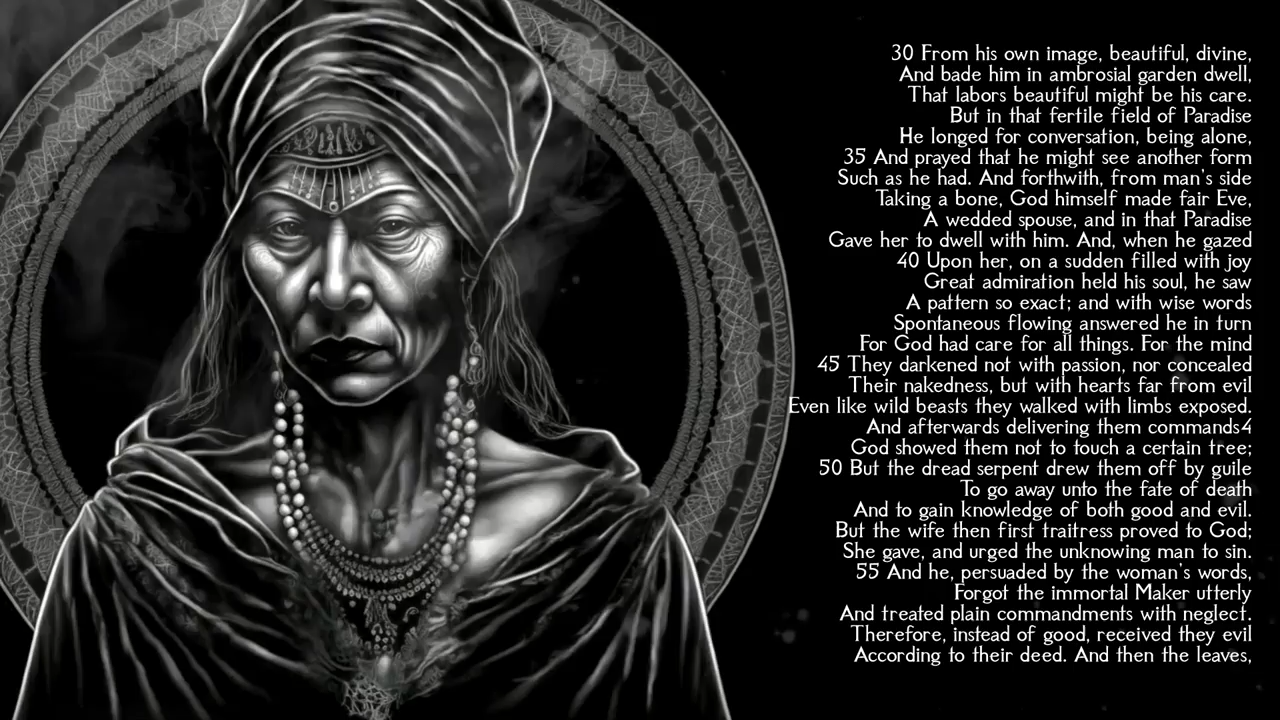 30 From his own image, beautiful, divine,
And bade him in ambrosial garden dwell,
That labors beautiful might be his care.
But in that fertile field of Paradise
He longed for conversation, being alone,
35 And prayed that he might see another form
Such as he had. And forthwith, from man's side
Taking a bone, God himself made fair Eve,
A wedded spouse, and in that Paradise
Gave her to dwell with him. And, when he gazed
40 Upon her, on a sudden filled with joy
Great admiration held his soul, he saw
A pattern so exact; and with wise words
Spontaneous flowing answered he in turn
For God had care for all things. For the mind
45 They darkened not with passion, nor concealed
Their nakedness, but with hearts far from evil
Even like wild beasts they walked with limbs exposed.
And afterwards delivering them commands4
God showed them not to touch a certain tree;
50 But the dread serpent drew them off by guile
To go away unto the fate of death
And to gain knowledge of both good and evil.
But the wife then first traitress proved to God;
She gave, and urged the unknowing man to sin.
55 And he, persuaded by the woman's words,
Forgot the immortal Maker utterly
And treated plain commandments with neglect.
Therefore, instead of good, received they evil
According to their deed. And then the leaves,